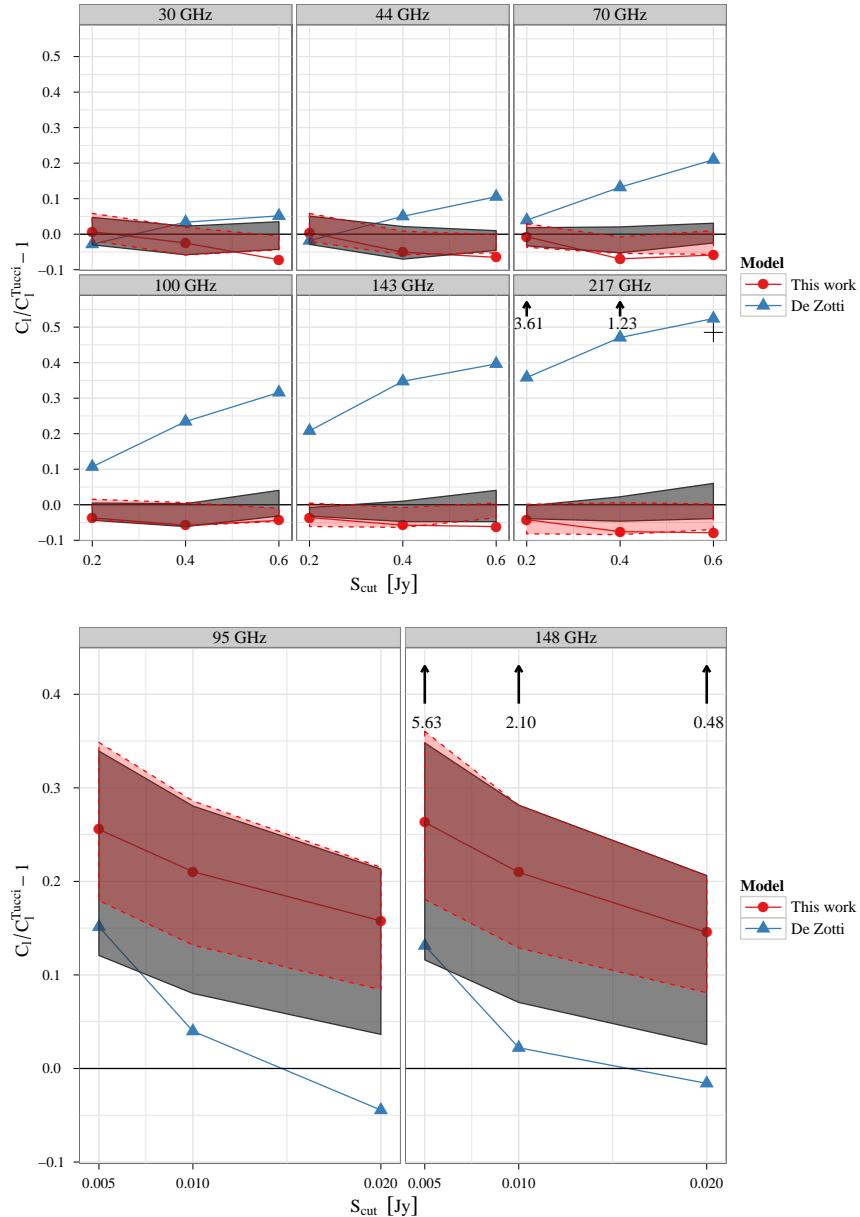 30 GHz 44 GHz 70 GHz
0.5
0.4
0.3
0.2
0.1
0.0
−0.1
100 GHz 143 GHz 217 GHz
0.5
0.4
0.3
0.2
0.1
0.0
−0.1
3.61 1.23
0.2 0.4 0.6 0.2 0.4 0.6 0.2 0.4 0.6
S_cut [Jy]
C_l/C_l^Tucci − 1
Model
This work
De Zotti
95 GHz 148 GHz
0.4
0.3
0.2
0.1
0.0
−0.1
5.63 2.10 0.48
0.005 0.010 0.020 0.005 0.010 0.020
S_cut [Jy]
C_l/C_l^Tucci − 1
Model
This work
De Zotti